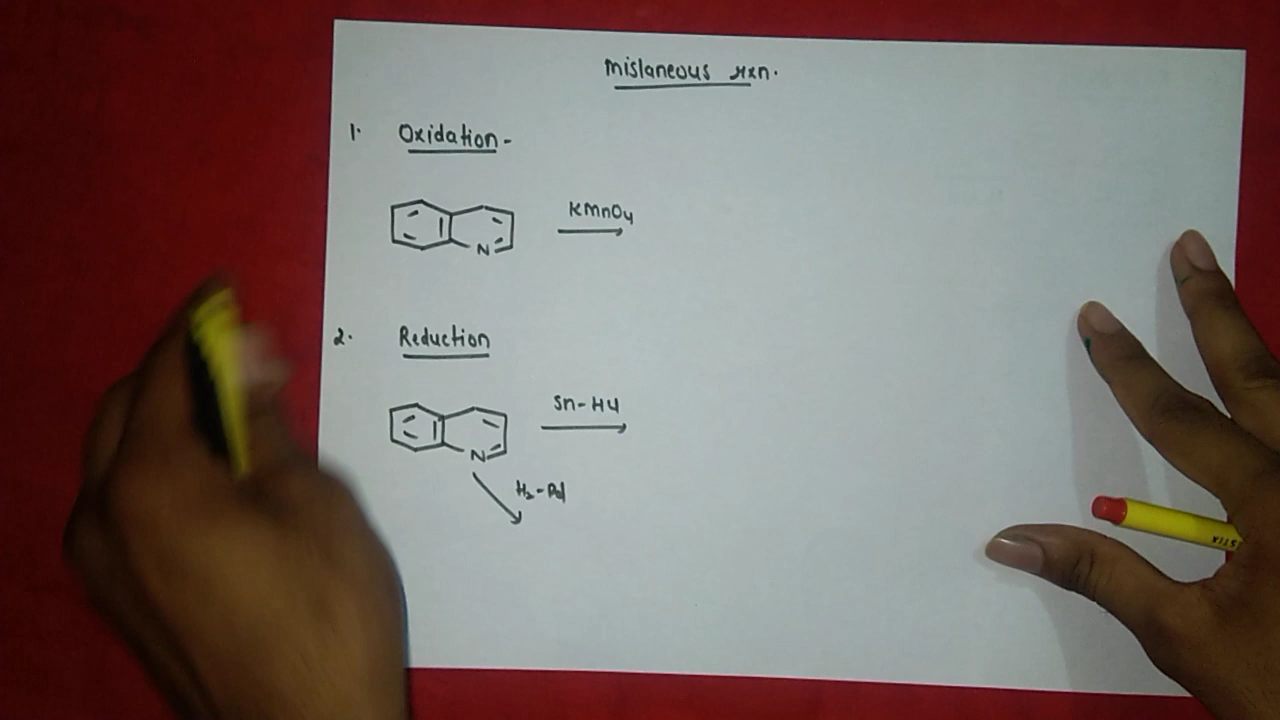 Mislaneous rxn.
1. Oxidation-
KMnO4
N
2. Reduction
Sn-HCl
N
H2-Pd